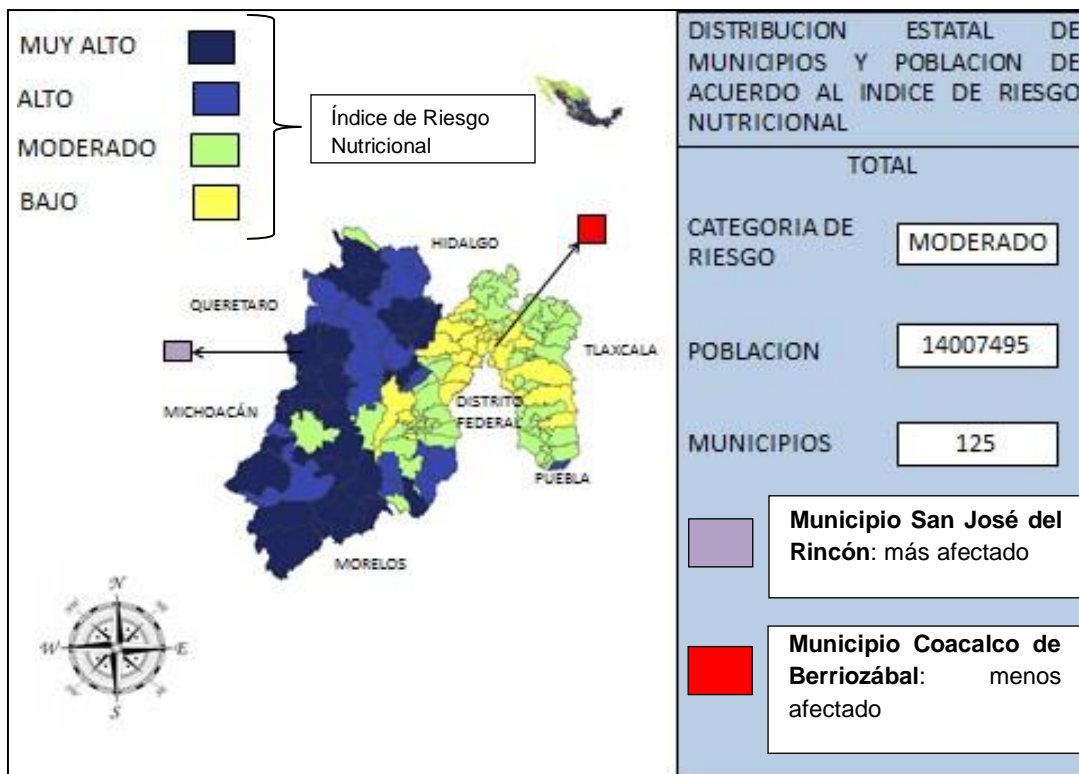 MUY ALTO
ALTO
MODERADO
BAJO
Índice de Riesgo
Nutricional
HIDALGO
QUERETARO
TLAXCALA
MICHOACÁN
DISTRITO
FEDERAL
PUEBLA
MORELOS
N
W
E
S
DISTRIBUCION ESTATAL DE
MUNICIPIOS Y POBLACION DE
ACUERDO AL INDICE DE RIESGO
NUTRICIONAL
TOTAL
CATEGORIA DE
RIESGO
MODERADO
POBLACION
14007495
MUNICIPIOS
125
Municipio San José del
Rincón: más afectado
Municipio Coacalco de
Berriozábal: menos
afectado